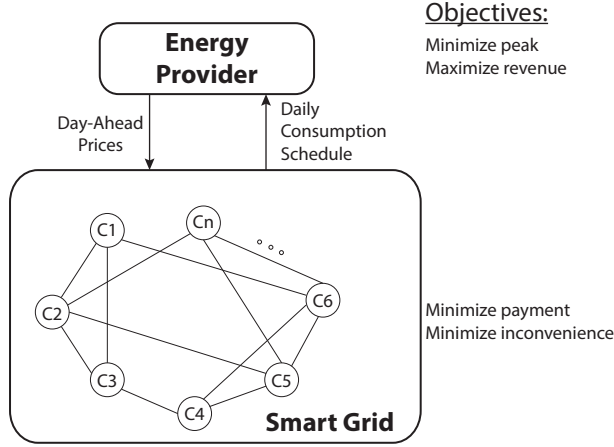 Objectives:
Minimize peak
Maximize revenue
Energy
Provider
Day-Ahead
Prices
Daily
Consumption
Schedule
C1
Cn
C2
C6
C3
C5
C4
Minimize payment
Minimize inconvenience
Smart Grid